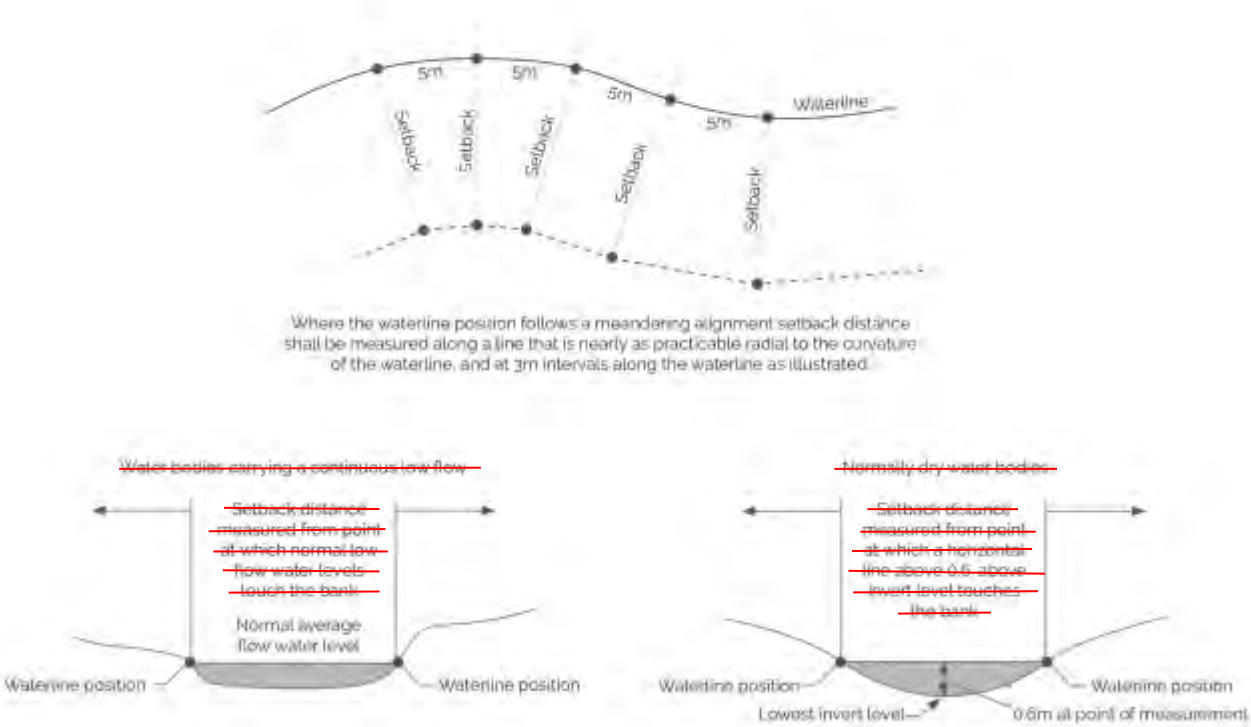 5m
5m
5m
5m
Waterline
Setback
Setback
Setback
Setback
Setback
Where the waterline position follows a meandering alignment setback distance
shall be measured along a line that is nearly as practicable radial to the curvature
of the waterline, and at 3m intervals along the waterline as illustrated.
Water bodies carrying a continuous low flow
Setback distance
measured from point
at which normal low
flow water levels
touch the bank
Normal average
flow water level
Waterline position
Waterline position
Normally dry water bodies
Setback distance
measured from point
at which a horizontal
line above 0.6 above
invert level touches
the bank
Waterline position
Waterline position
Lowest invert level
0.6m at point of measurement